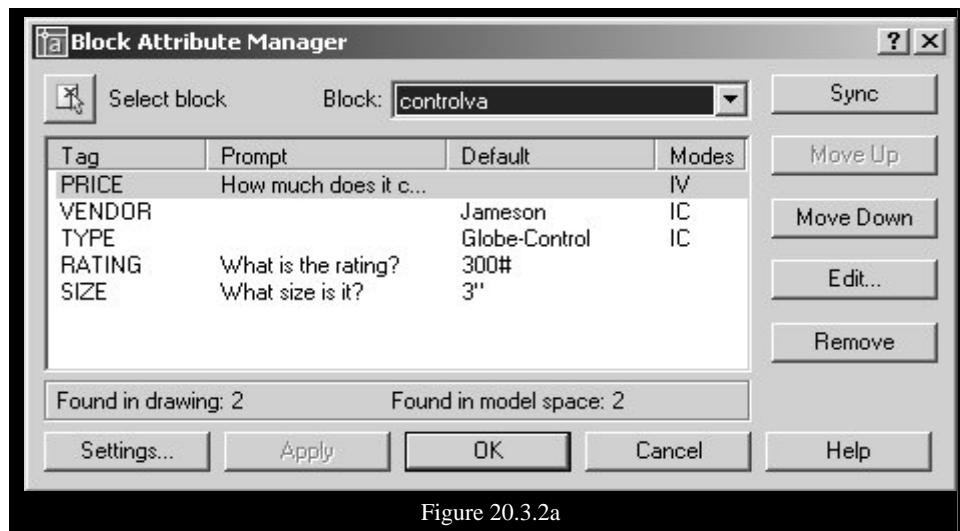 Block Attribute Manager
Select block Block: controlva Sync
Tag Prompt Default Modes Move Up
PRICE How much does it c... IV
VENDOR Jameson IC Move Down
TYPE Globe-Control IC
RATING What is the rating? 300#
SIZE What size is it? 3" Edit...
Remove
Found in drawing: 2 Found in model space: 2
Settings... Apply OK Cancel Help
Figure 20.3.2a